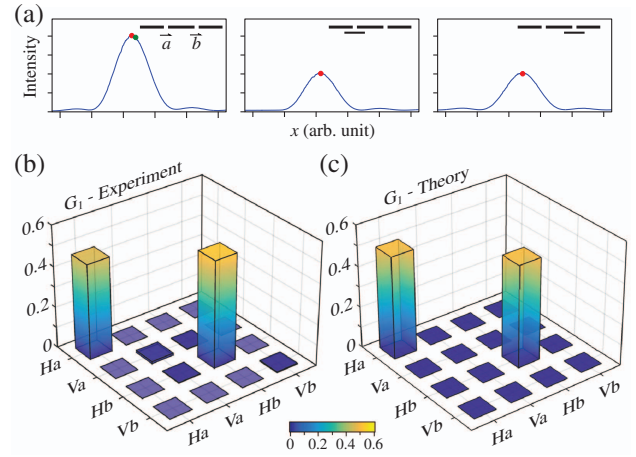 (a)
Intensity
a b
x (arb. unit)
(b)
G₁ - Experiment
0.6
0.4
0.2
0
Ha
Va
Hb
Vb
Ha
Va
Hb
Vb
(c)
G₁ - Theory
0.6
0.4
0.2
0
Ha
Va
Hb
Vb
Ha
Va
Hb
Vb
0 0.2 0.4 0.6